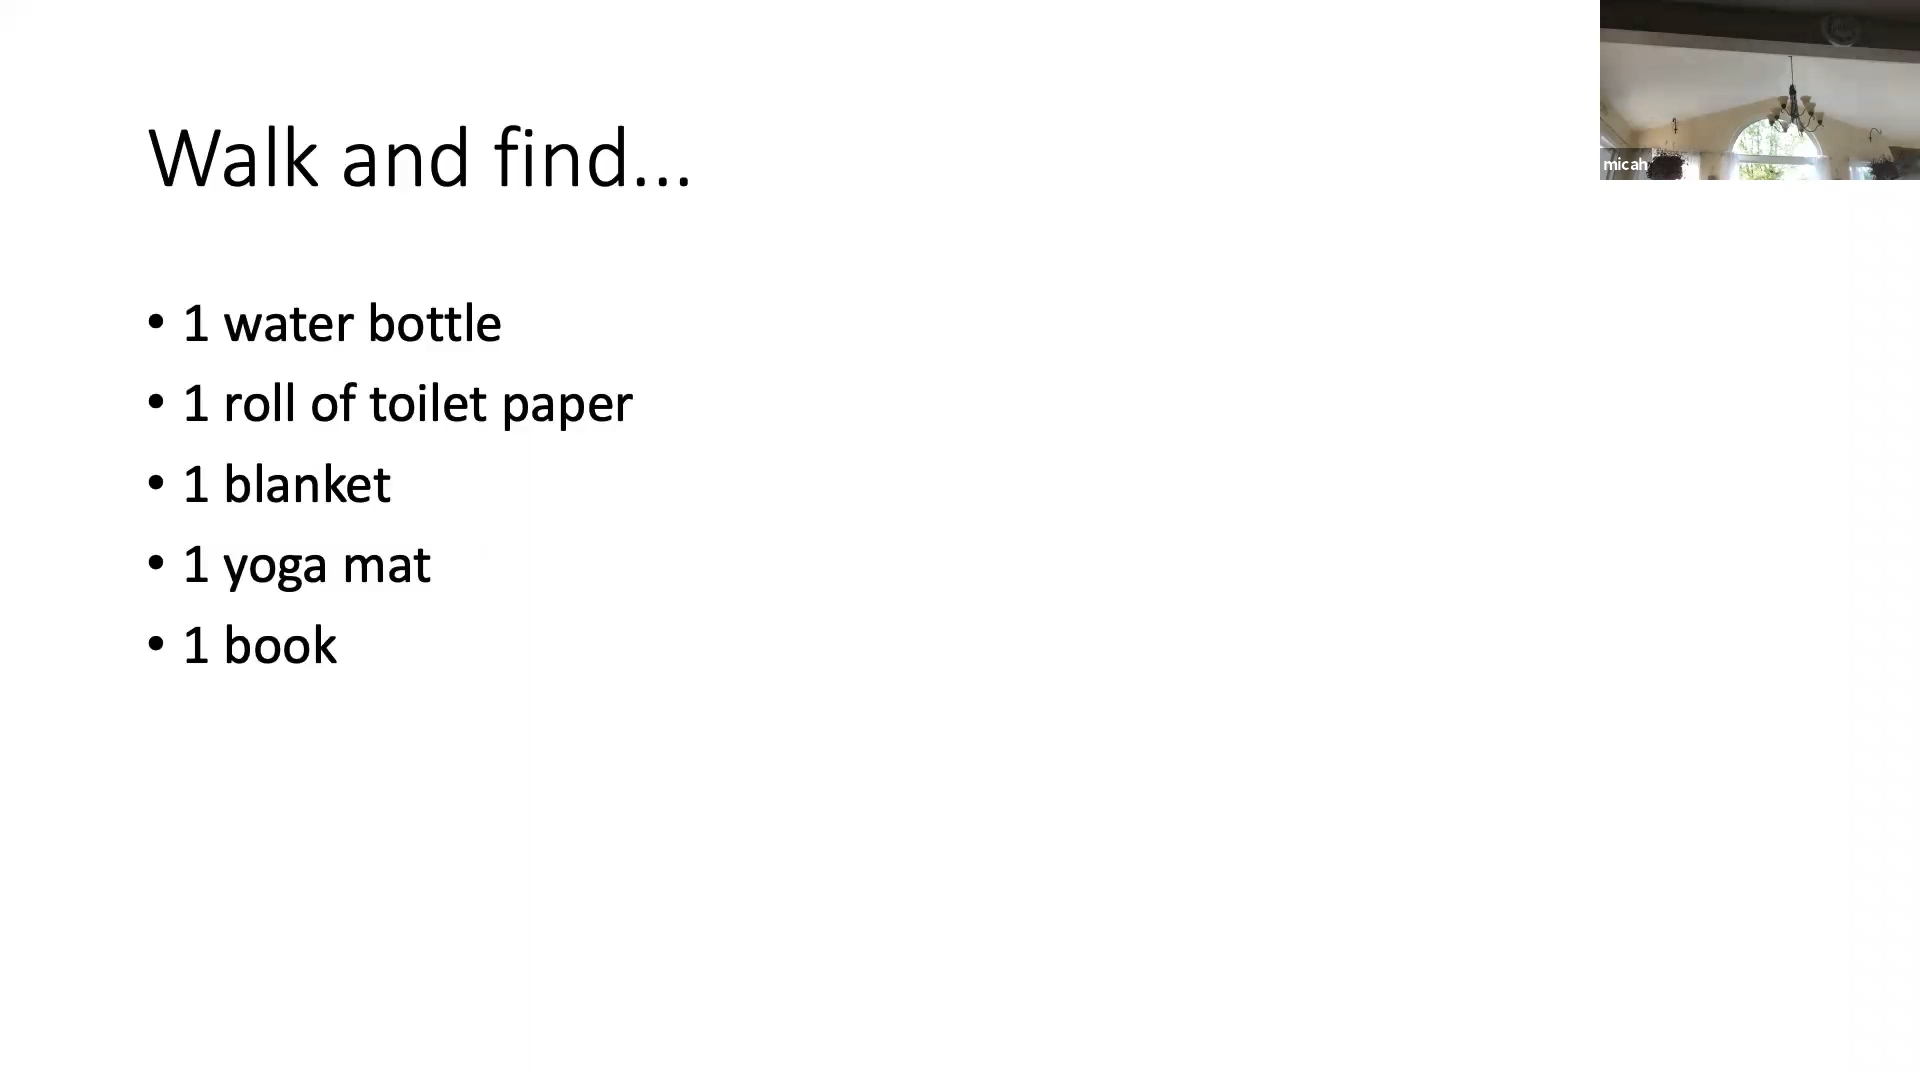 Walk and find...
• 1 water bottle
• 1 roll of toilet paper
• 1 blanket
• 1 yoga mat
• 1 book
micah